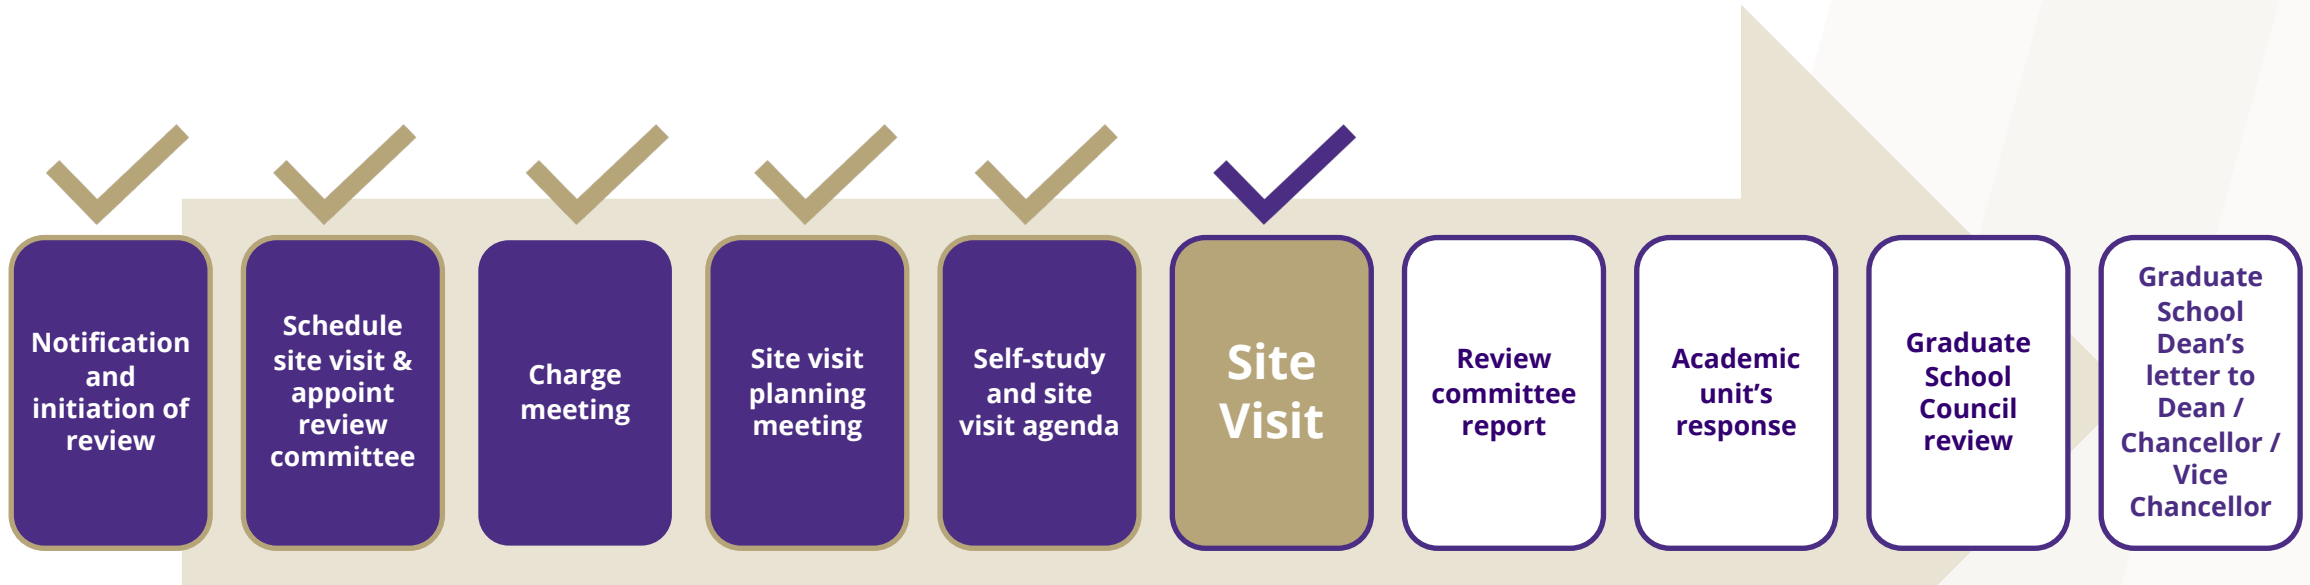 Notification
and
initiation of
review
Schedule
site visit &
appoint
review
committee
Charge
meeting
Site visit
planning
meeting
Self-study
and site
visit agenda
Site
Visit
Review
committee
report
Academic
unit’s
response
Graduate
School
Council
review
Graduate
School
Dean’s
letter to
Dean /
Chancellor /
Vice
Chancellor